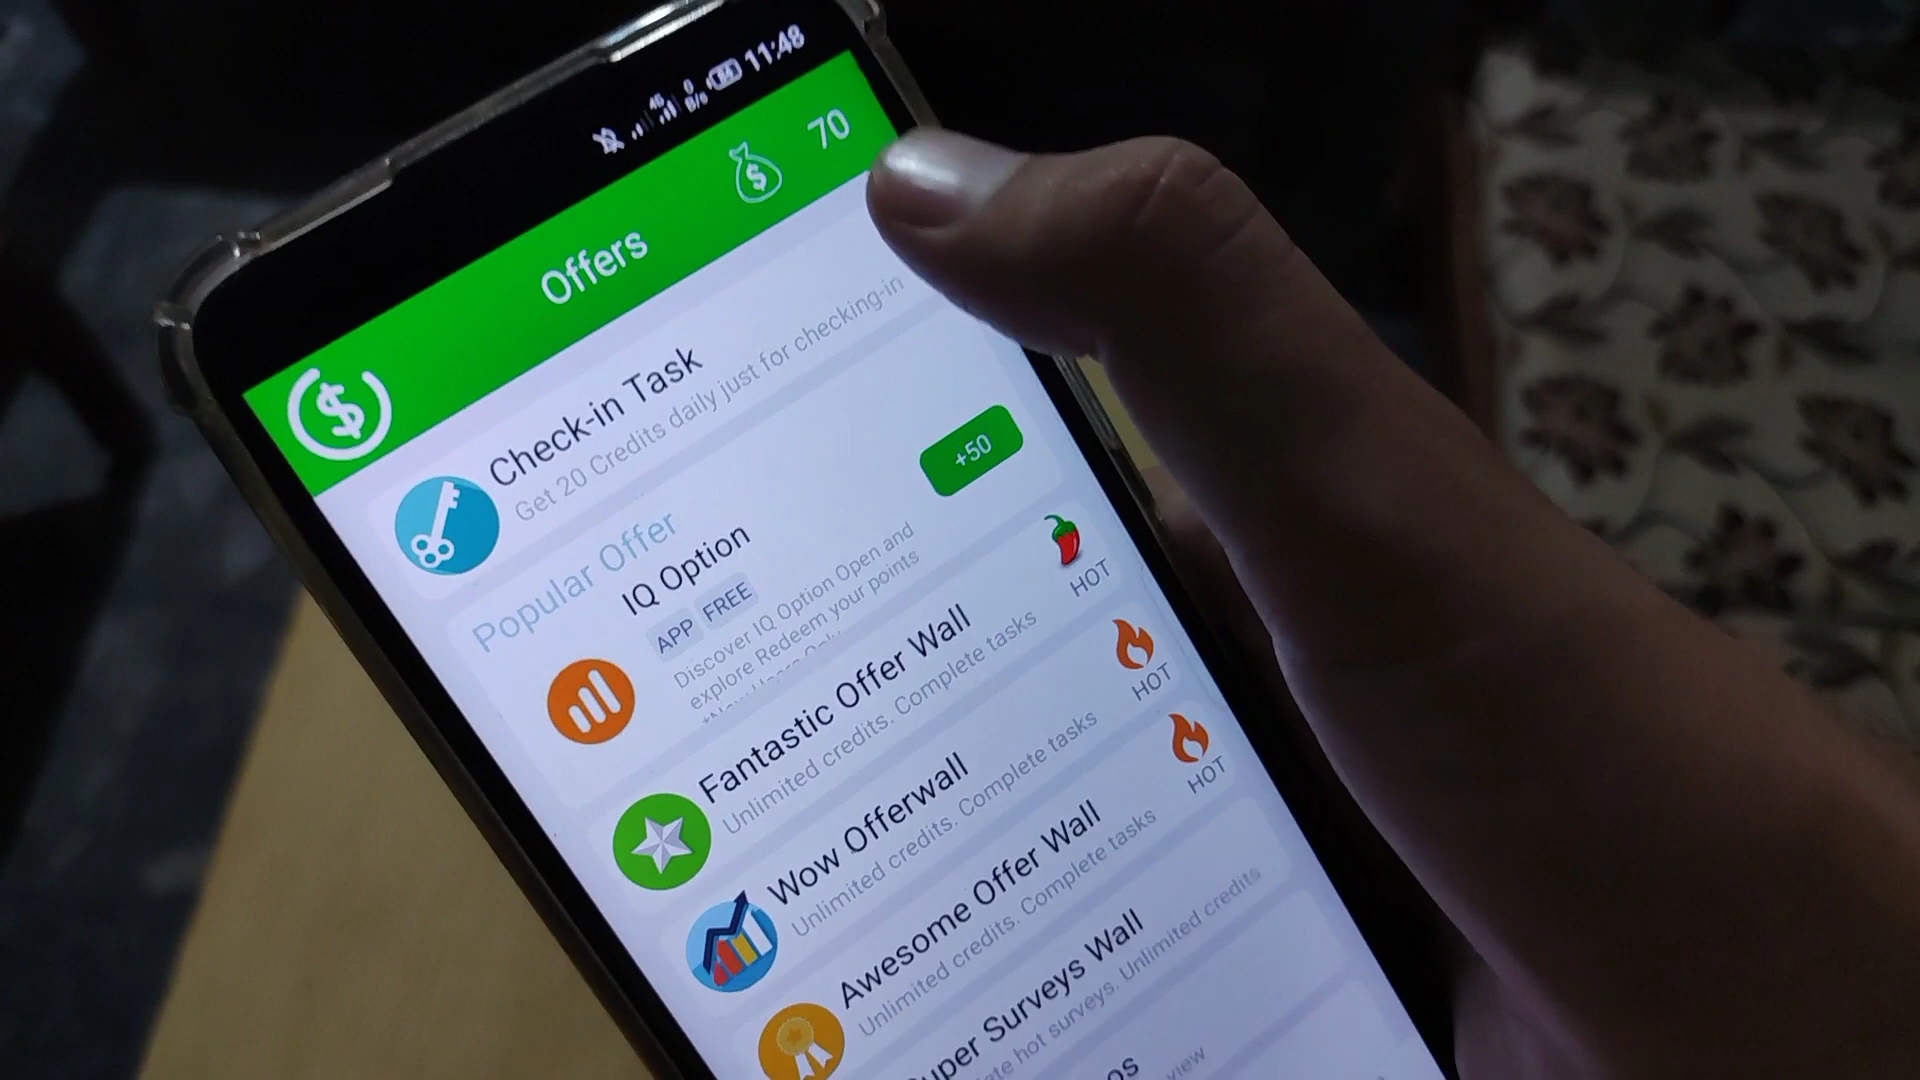 11:48
70
Offers
Check-in Task
Get 20 Credits daily just for checking-in
Popular Offer
IQ Option
+50
APP FREE
Discover IQ Option Open and
explore Redeem your points
Fantastic Offer Wall
Unlimited credits. Complete tasks
HOT
Wow Offerwall
Unlimited credits. Complete tasks
HOT
Awesome Offer Wall
Unlimited credits. Complete tasks
HOT
Surveys Wall
hot surveys. Unlimited credits